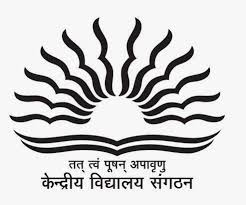 तत् त्वं पूषन् अपावृणु
केन्द्रीय विद्यालय संगठन